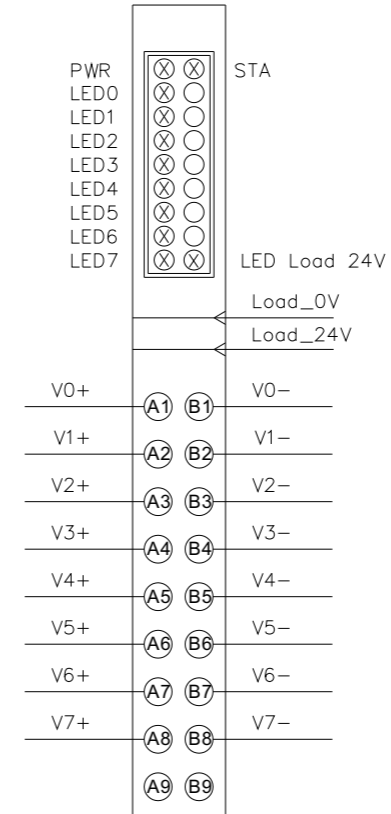 PWR STA
LED0
LED1
LED2
LED3
LED4
LED5
LED6
LED7 LED Load 24V
Load_0V
Load_24V
V0+ A1 B1 V0-
V1+ A2 B2 V1-
V2+ A3 B3 V2-
V3+ A4 B4 V3-
V4+ A5 B5 V4-
V5+ A6 B6 V5-
V6+ A7 B7 V6-
V7+ A8 B8 V7-
A9 B9